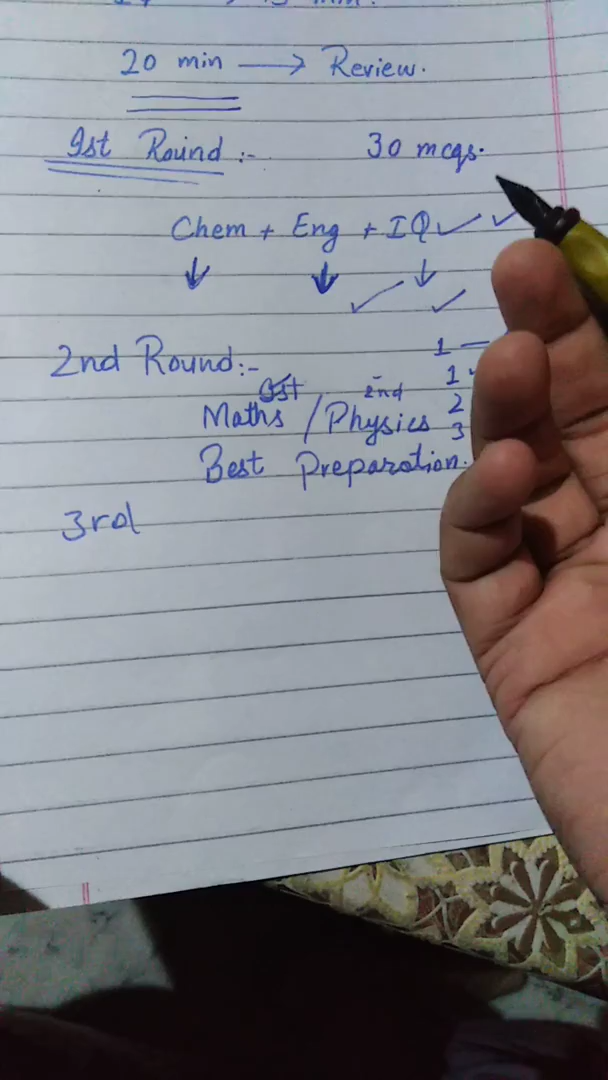 20 min → Review.
1st Round :- 30 mcqs.
Chem + Eng + IQ ✓ ✓
2nd Round:- 1 —
1st 2nd 1
Maths / Physics 2
3
Best Preparation.
3rd